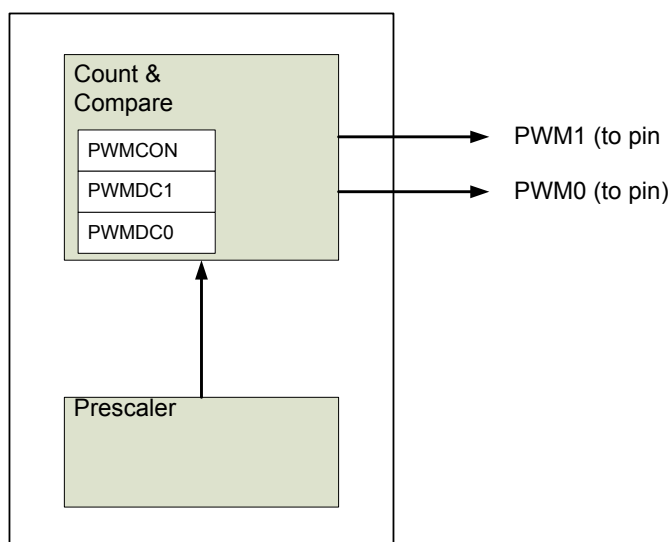 Count &
Compare
PWMCON
PWMDC1
PWMDC0
PWM1 (to pin
PWM0 (to pin)
Prescaler